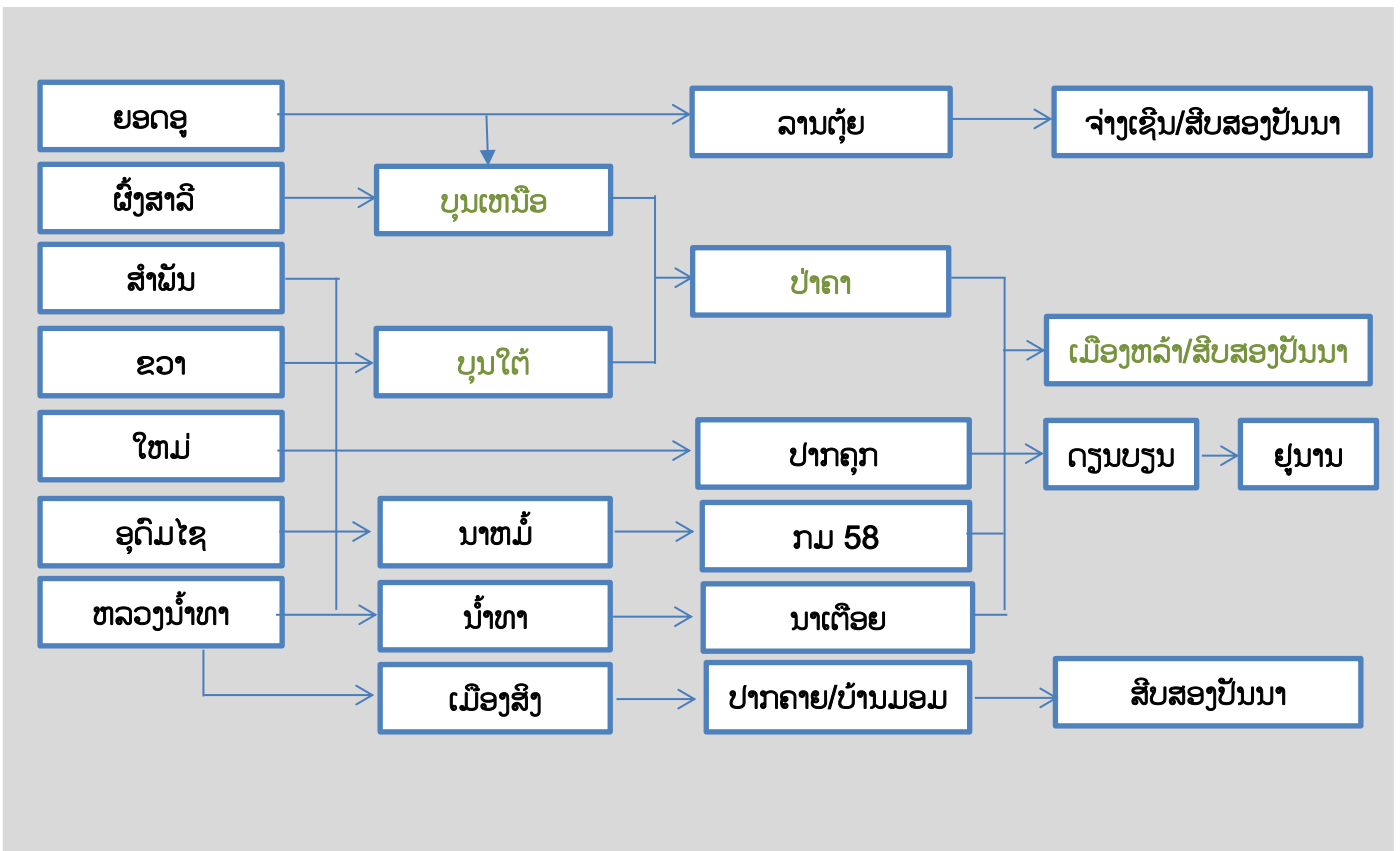 ຍອດອູ
ລານຕຸ້ຍ
ຈ່າງເຊີນ/ສິບສອງປັນນາ
ຜົ້ງສາລີ
ບຸນເຫນືອ
ສຳພັນ
ປ່າຄາ
ຂວາ
ບຸນໃຕ້
ເມືອງຫລ້າ/ສິບສອງປັນນາ
ໃຫມ່
ປາກຄຸກ
ດຽນບຽນ
ຢູນານ
ອຸດົມໄຊ
ນາຫມໍ້
ກມ 58
ຫລວງນ້ຳທາ
ນ້ຳທາ
ນາເຕືອຍ
ເມືອງສິງ
ປາກຄາຍ/ບ້ານມອມ
ສິບສອງປັນນາ